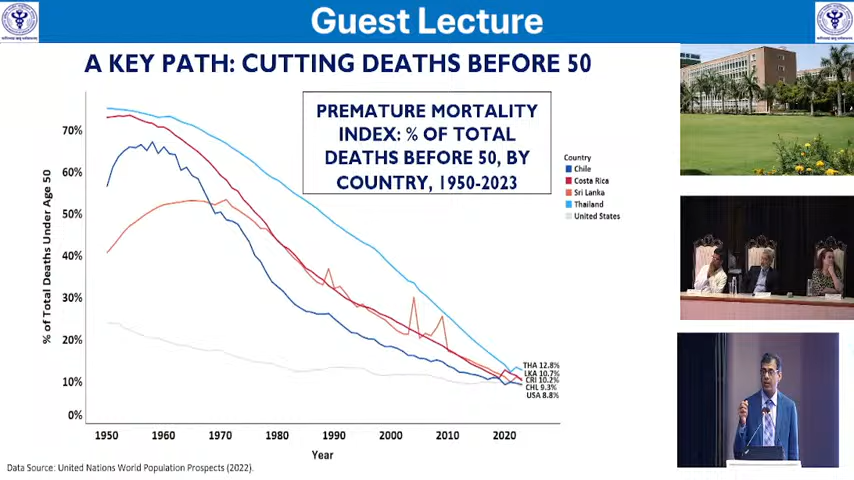 Guest Lecture
A KEY PATH: CUTTING DEATHS BEFORE 50
PREMATURE MORTALITY
INDEX: % OF TOTAL
DEATHS BEFORE 50, BY
COUNTRY, 1950-2023
Country
Chile
Costa Rica
Sri Lanka
Thailand
United States
% of Total Deaths Under Age 50
70%
60%
50%
40%
30%
20%
10%
0%
THA 12.8%
LKA 10.7%
CRI 10.2%
CHL 9.3%
USA 8.8%
1950 1960 1970 1980 1990 2000 2010 2020
Year
Data Source: United Nations World Population Prospects (2022).